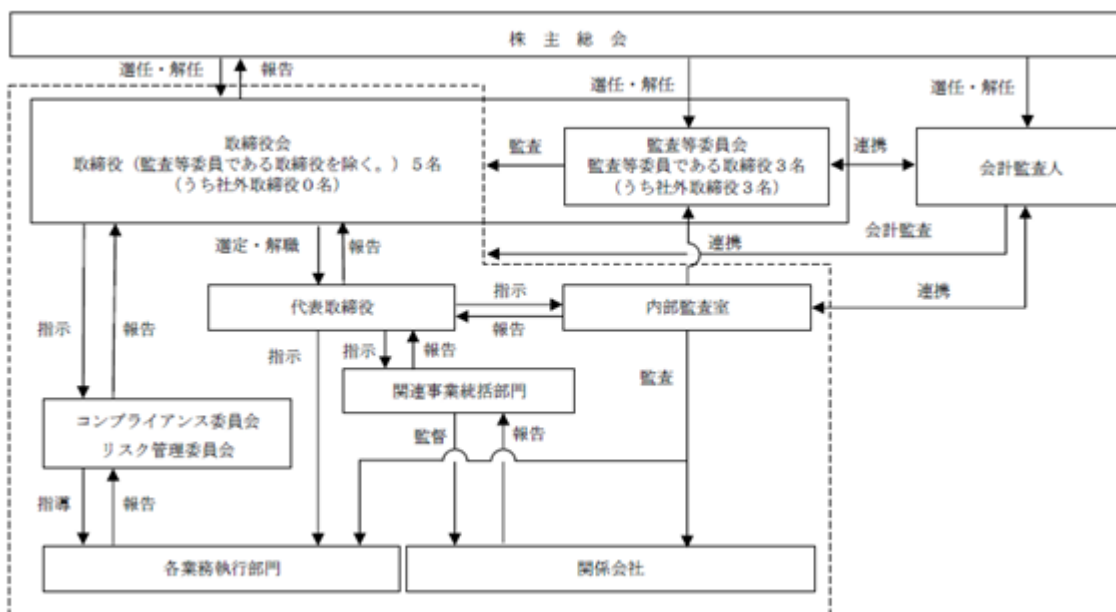 株主総会
選任・解任
報告
選任・解任
選任・解任
取締役会
取締役（監査等委員である取締役を除く。）５名
（うち社外取締役０名）
監査
監査等委員会
監査等委員である取締役３名
（うち社外取締役３名）
連携
会計監査人
選定・解職
報告
連携
会計監査
指示
報告
代表取締役
指示
報告
内部監査室
連携
指示
指示
報告
監査
関連事業統括部門
コンプライアンス委員会
リスク管理委員会
監督
報告
指導
報告
各業務執行部門
関係会社